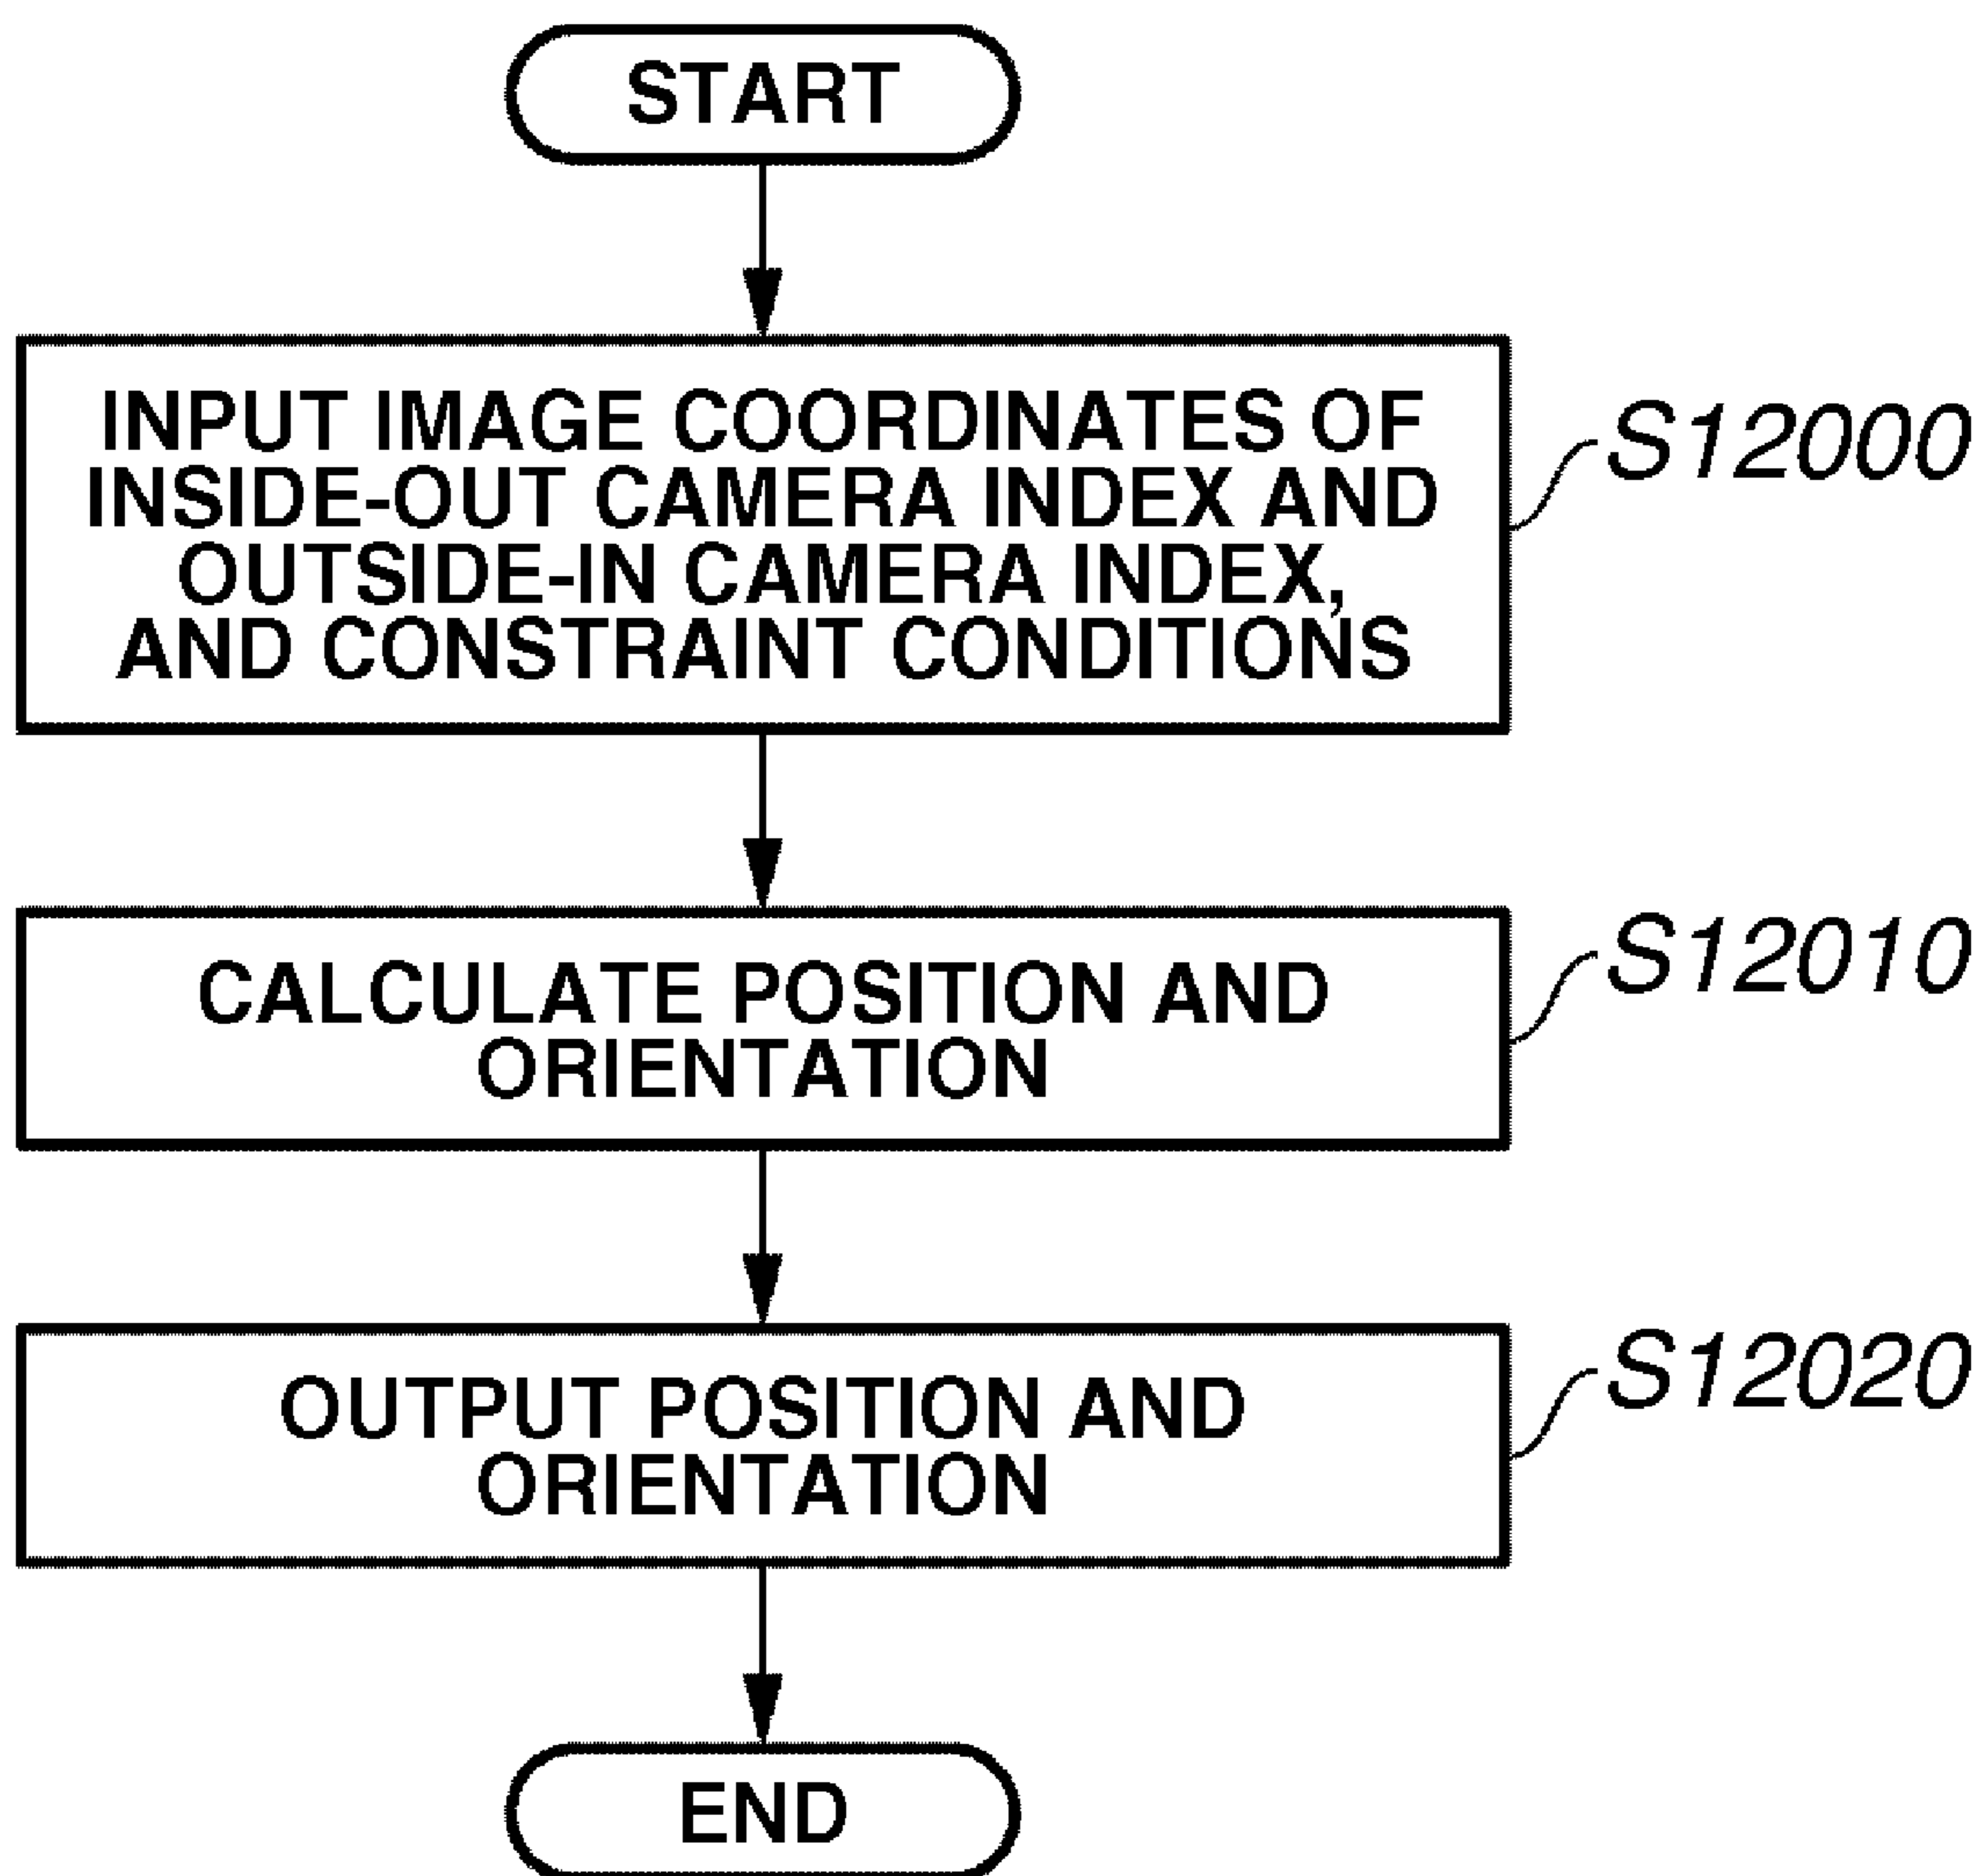 START
INPUT IMAGE COORDINATES OF
INSIDE-OUT CAMERA INDEX AND
OUTSIDE-IN CAMERA INDEX,
AND CONSTRAINT CONDITIONS
S12000
CALCULATE POSITION AND
ORIENTATION
S12010
OUTPUT POSITION AND
ORIENTATION
S12020
END